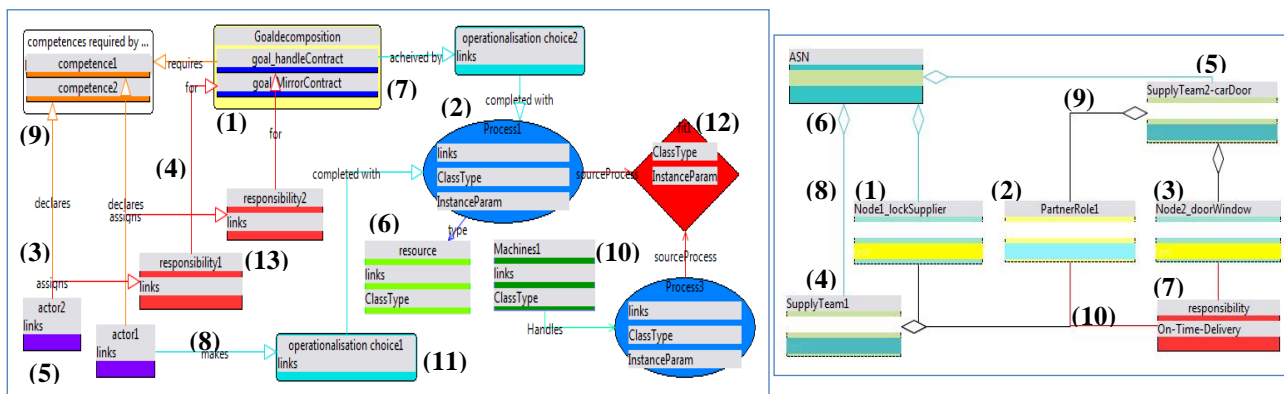 competences required by ...
competence1
competence2
(9)
requires
for
Goaldecomposition
goal_handleContract
goal_MirrorContract
(7)
(1)
for
acheived by
operationalisation choice2
links
completed with
(2)
Process1
links
ClassType
InstanceParam
sourceProcess
fit1
(12)
ClassType
InstanceParam
(4)
completed with
declares
declares
assigns
responsibility2
links
(6)
type
resource
links
ClassType
Machines1
(10)
links
ClassType
sourceProcess
Handles
Process3
links
ClassType
InstanceParam
(3)
assigns
responsibility1
links
(13)
actor2
links
(5)
actor1
links
(8)
makes
operationalisation choice1
links
(11)
ASN
(5)
SupplyTeam2-carDoor
(6)
(9)
(8)
(1)
Node1_lockSupplier
(2)
PartnerRole1
(3)
Node2_doorWindow
(4)
SupplyTeam1
(7)
responsibility
On-Time-Delivery
(10)